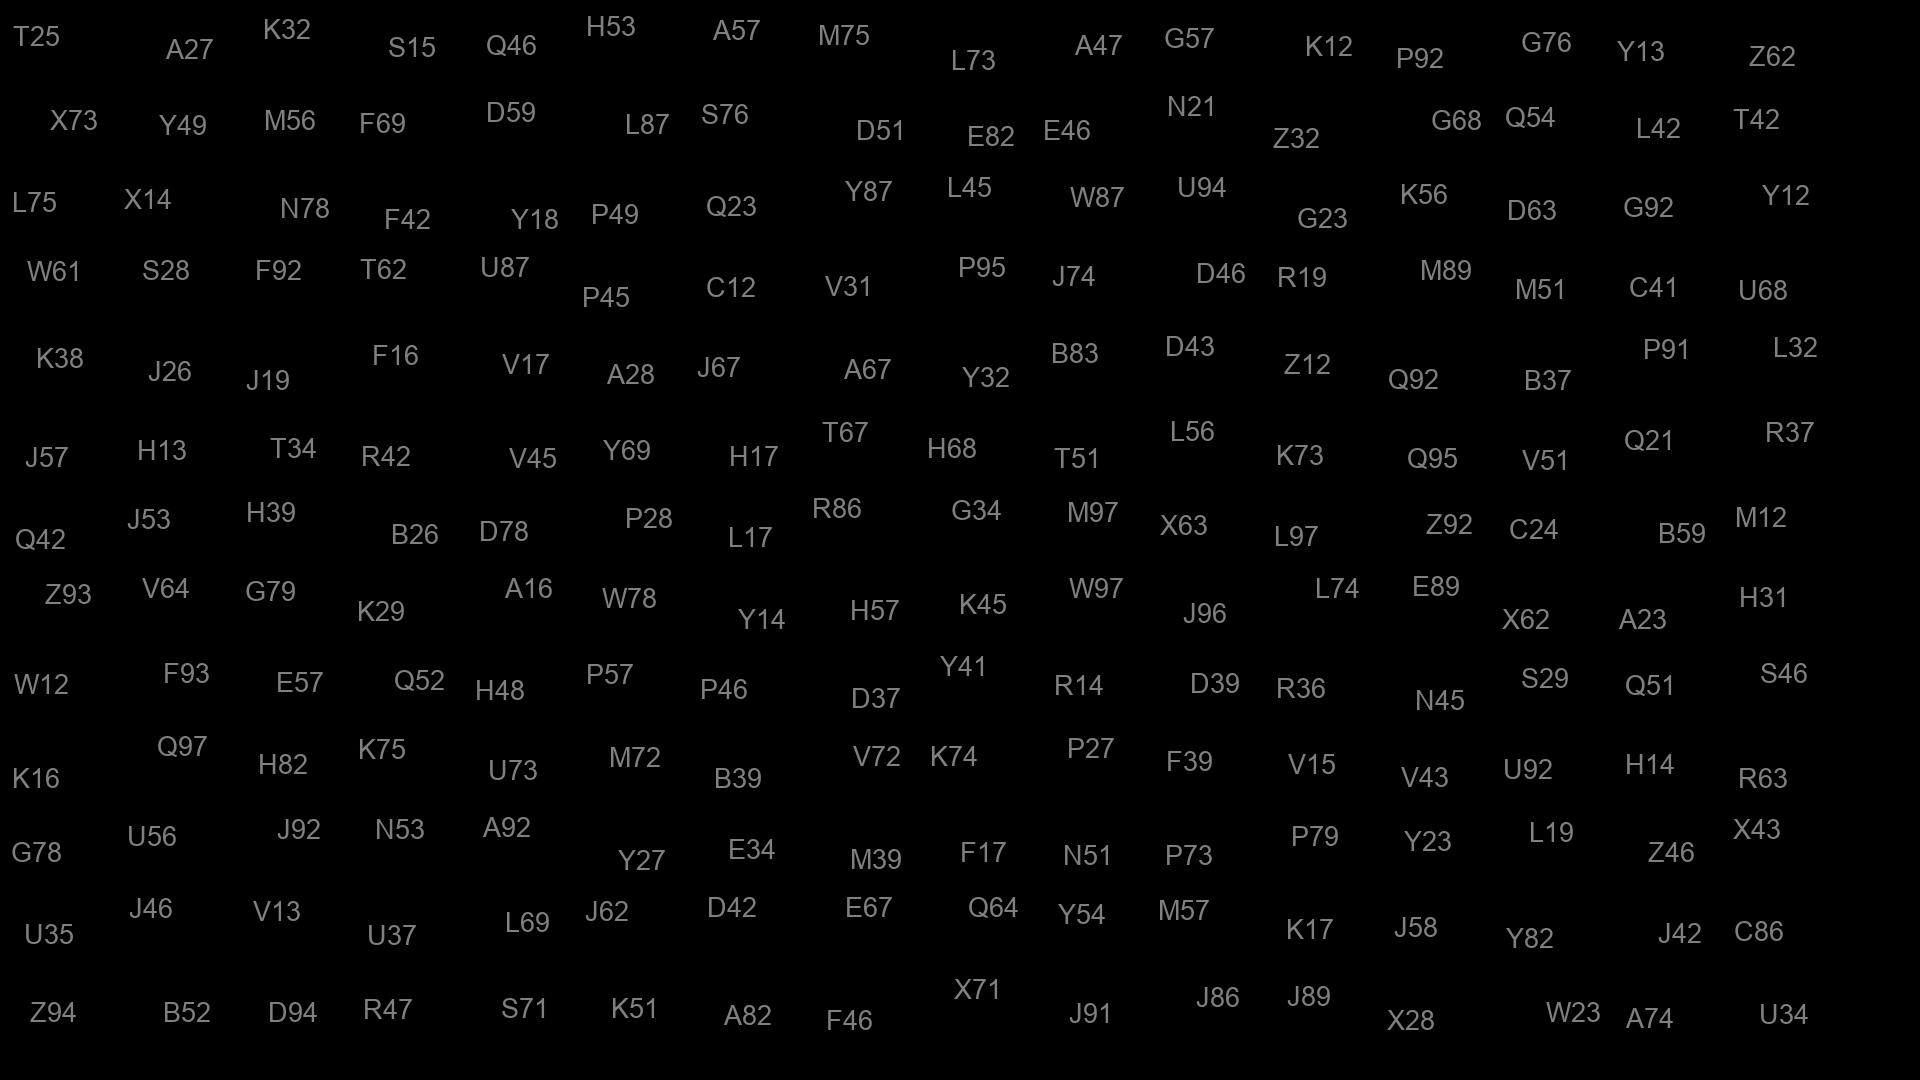 T25 A27 K32 S15 Q46 H53 A57 M75 L73 A47 G57 K12 P92 G76 Y13 Z62
X73 Y49 M56 F69 D59 L87 S76 D51 E82 E46 N21 Z32 G68 Q54 L42 T42
L75 X14 N78 F42 Y18 P49 Q23 Y87 L45 W87 U94 G23 K56 D63 G92 Y12
W61 S28 F92 T62 U87 P45 C12 V31 P95 J74 D46 R19 M89 M51 C41 U68
K38 J26 J19 F16 V17 A28 J67 A67 Y32 B83 D43 Z12 Q92 B37 P91 L32
J57 H13 T34 R42 V45 Y69 H17 T67 H68 T51 L56 K73 Q95 V51 Q21 R37
Q42 J53 H39 B26 D78 P28 L17 R86 G34 M97 X63 L97 Z92 C24 B59 M12
Z93 V64 G79 K29 A16 W78 Y14 H57 K45 W97 J96 L74 E89 X62 A23 H31
W12 F93 E57 Q52 H48 P57 P46 D37 Y41 R14 D39 R36 N45 S29 Q51 S46
K16 Q97 H82 K75 U73 M72 B39 V72 K74 P27 F39 V15 V43 U92 H14 R63
G78 U56 J92 N53 A92 Y27 E34 M39 F17 N51 P73 P79 Y23 L19 Z46 X43
U35 J46 V13 U37 L69 J62 D42 E67 Q64 Y54 M57 K17 J58 Y82 J42 C86
Z94 B52 D94 R47 S71 K51 A82 F46 X71 J91 J86 J89 X28 W23 A74 U34